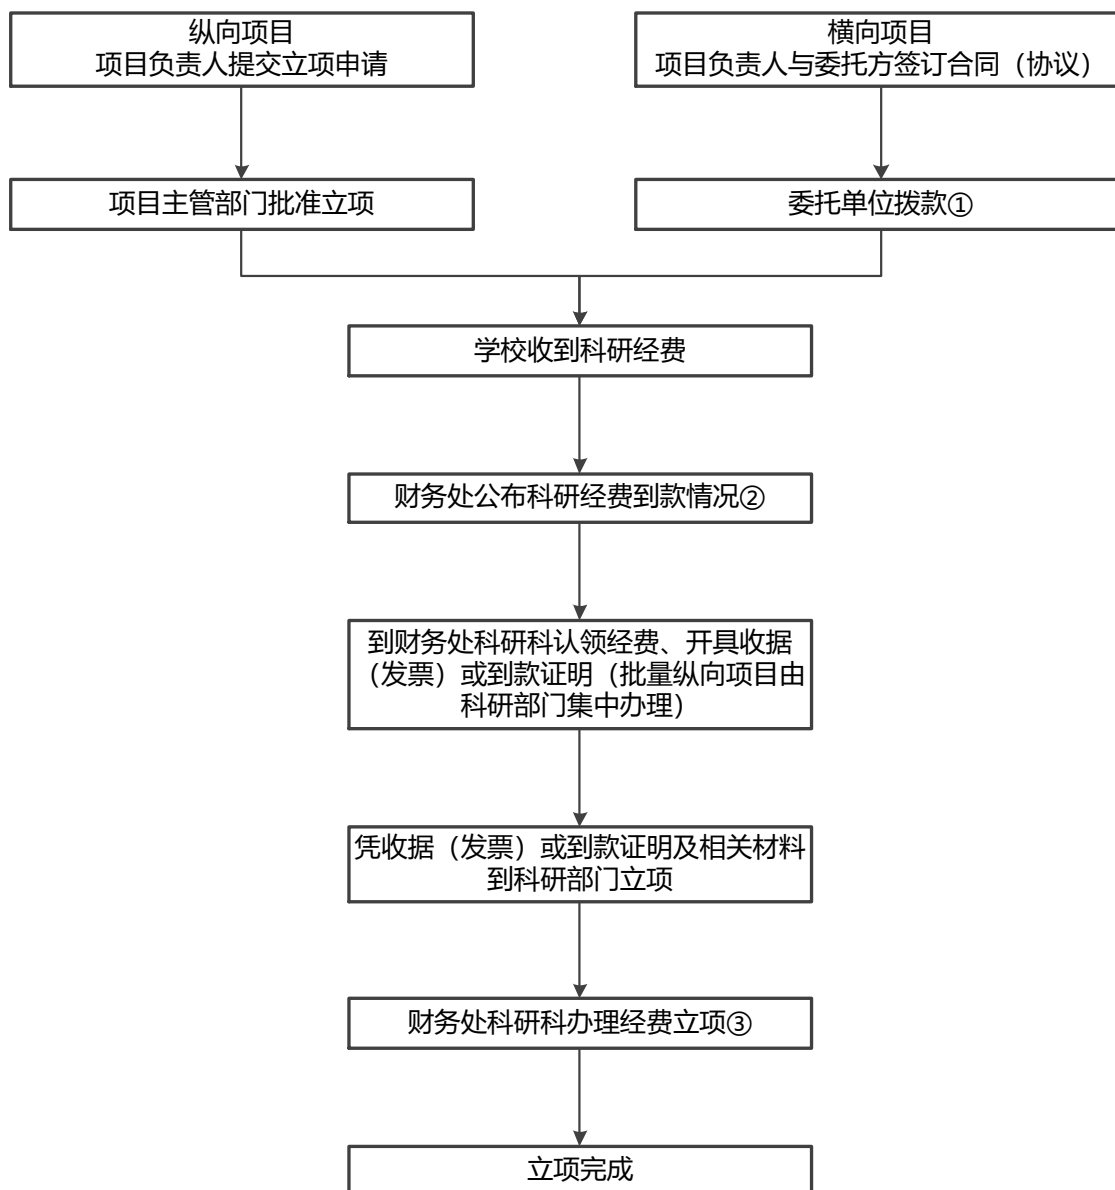 纵向项目
项目负责人提交立项申请
横向项目
项目负责人与委托方签订合同（协议）
项目主管部门批准立项
委托单位拨款①
学校收到科研经费
财务处公布科研经费到款情况②
到财务处科研科认领经费、开具收据
（发票）或到款证明（批量纵向项目由
科研部门集中办理）
凭收据（发票）或到款证明及相关材料
到科研部门立项
财务处科研科办理经费立项③
立项完成